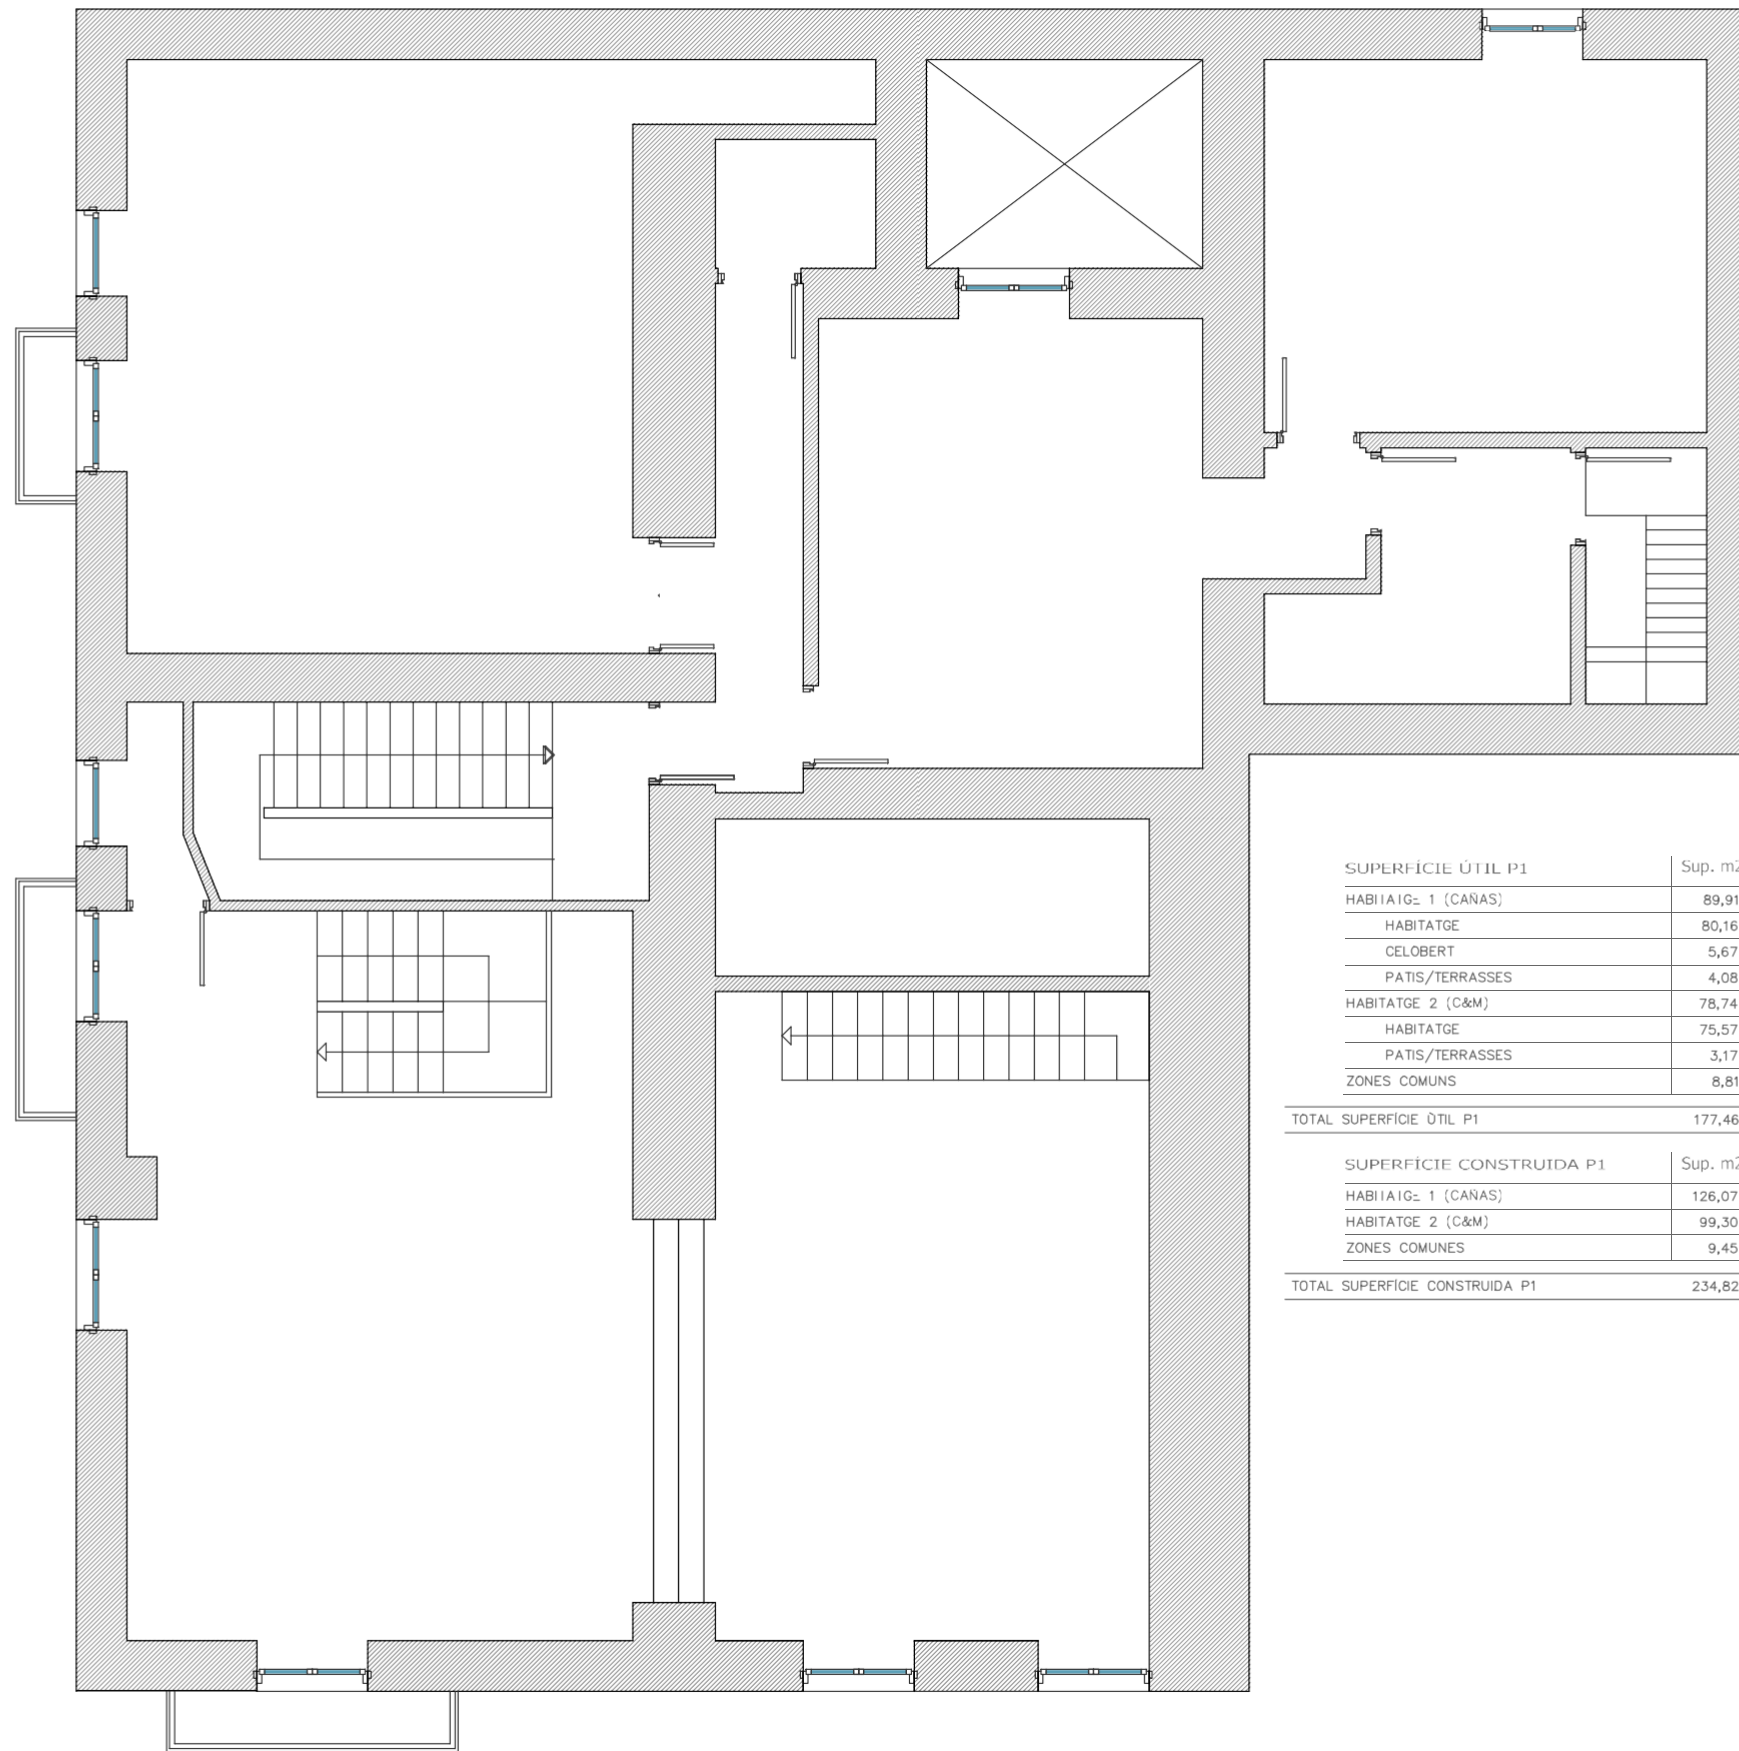 SUPERFÍCIE ÚTIL P1 Sup. m2
HABITATGE 1 (CAÑAS) 89,91
HABITATGE 80,16
CELOBERT 5,67
PATIS/TERRASSES 4,08
HABITATGE 2 (C&M) 78,74
HABITATGE 75,57
PATIS/TERRASSES 3,17
ZONES COMUNS 8,81
TOTAL SUPERFÍCIE ÚTIL P1 177,46
SUPERFÍCIE CONSTRUIDA P1 Sup. m2
HABITATGE 1 (CAÑAS) 126,07
HABITATGE 2 (C&M) 99,30
ZONES COMUNES 9,45
TOTAL SUPERFÍCIE CONSTRUIDA P1 234,82